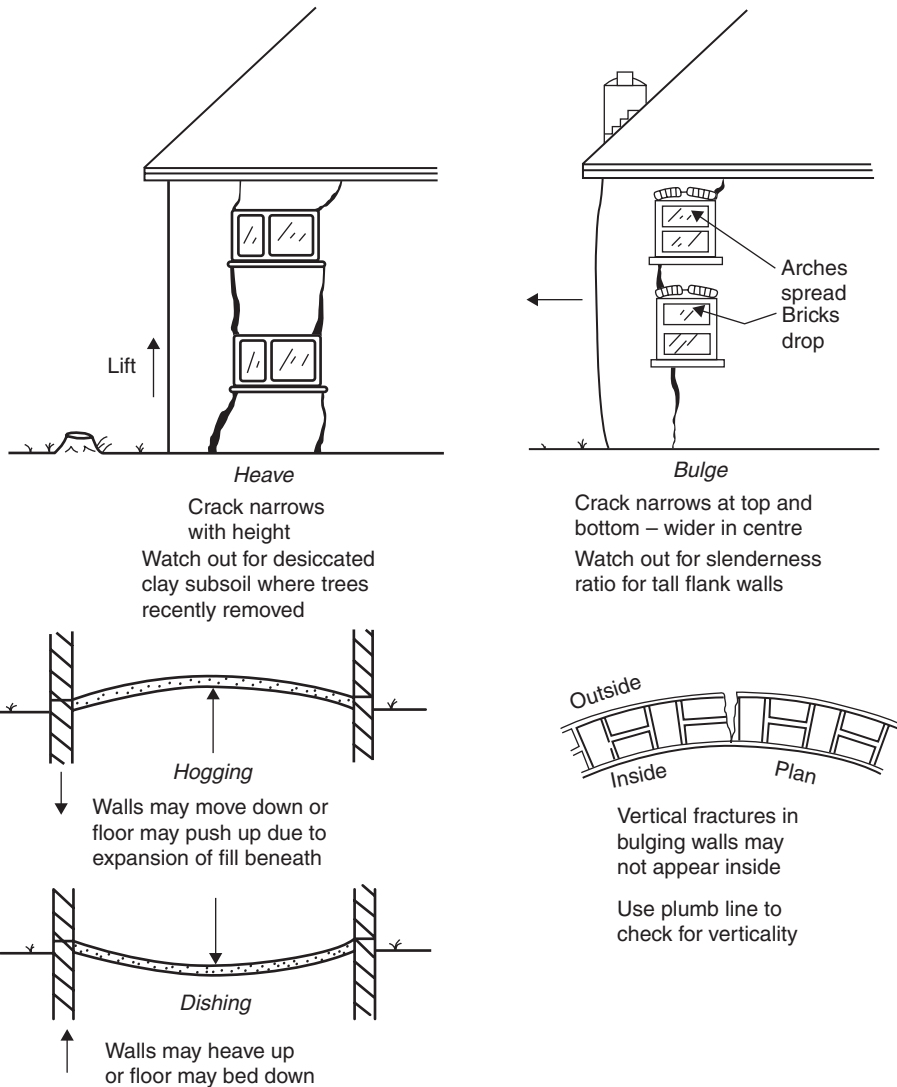 Lift
Heave
Crack narrows
with height
Watch out for desiccated
clay subsoil where trees
recently removed
Arches
spread
Bricks
drop
Bulge
Crack narrows at top and
bottom – wider in centre
Watch out for slenderness
ratio for tall flank walls
Hogging
Walls may move down or
floor may push up due to
expansion of fill beneath
Dishing
Walls may heave up
or floor may bed down
Outside
Inside
Plan
Vertical fractures in
bulging walls may
not appear inside
Use plumb line to
check for verticality